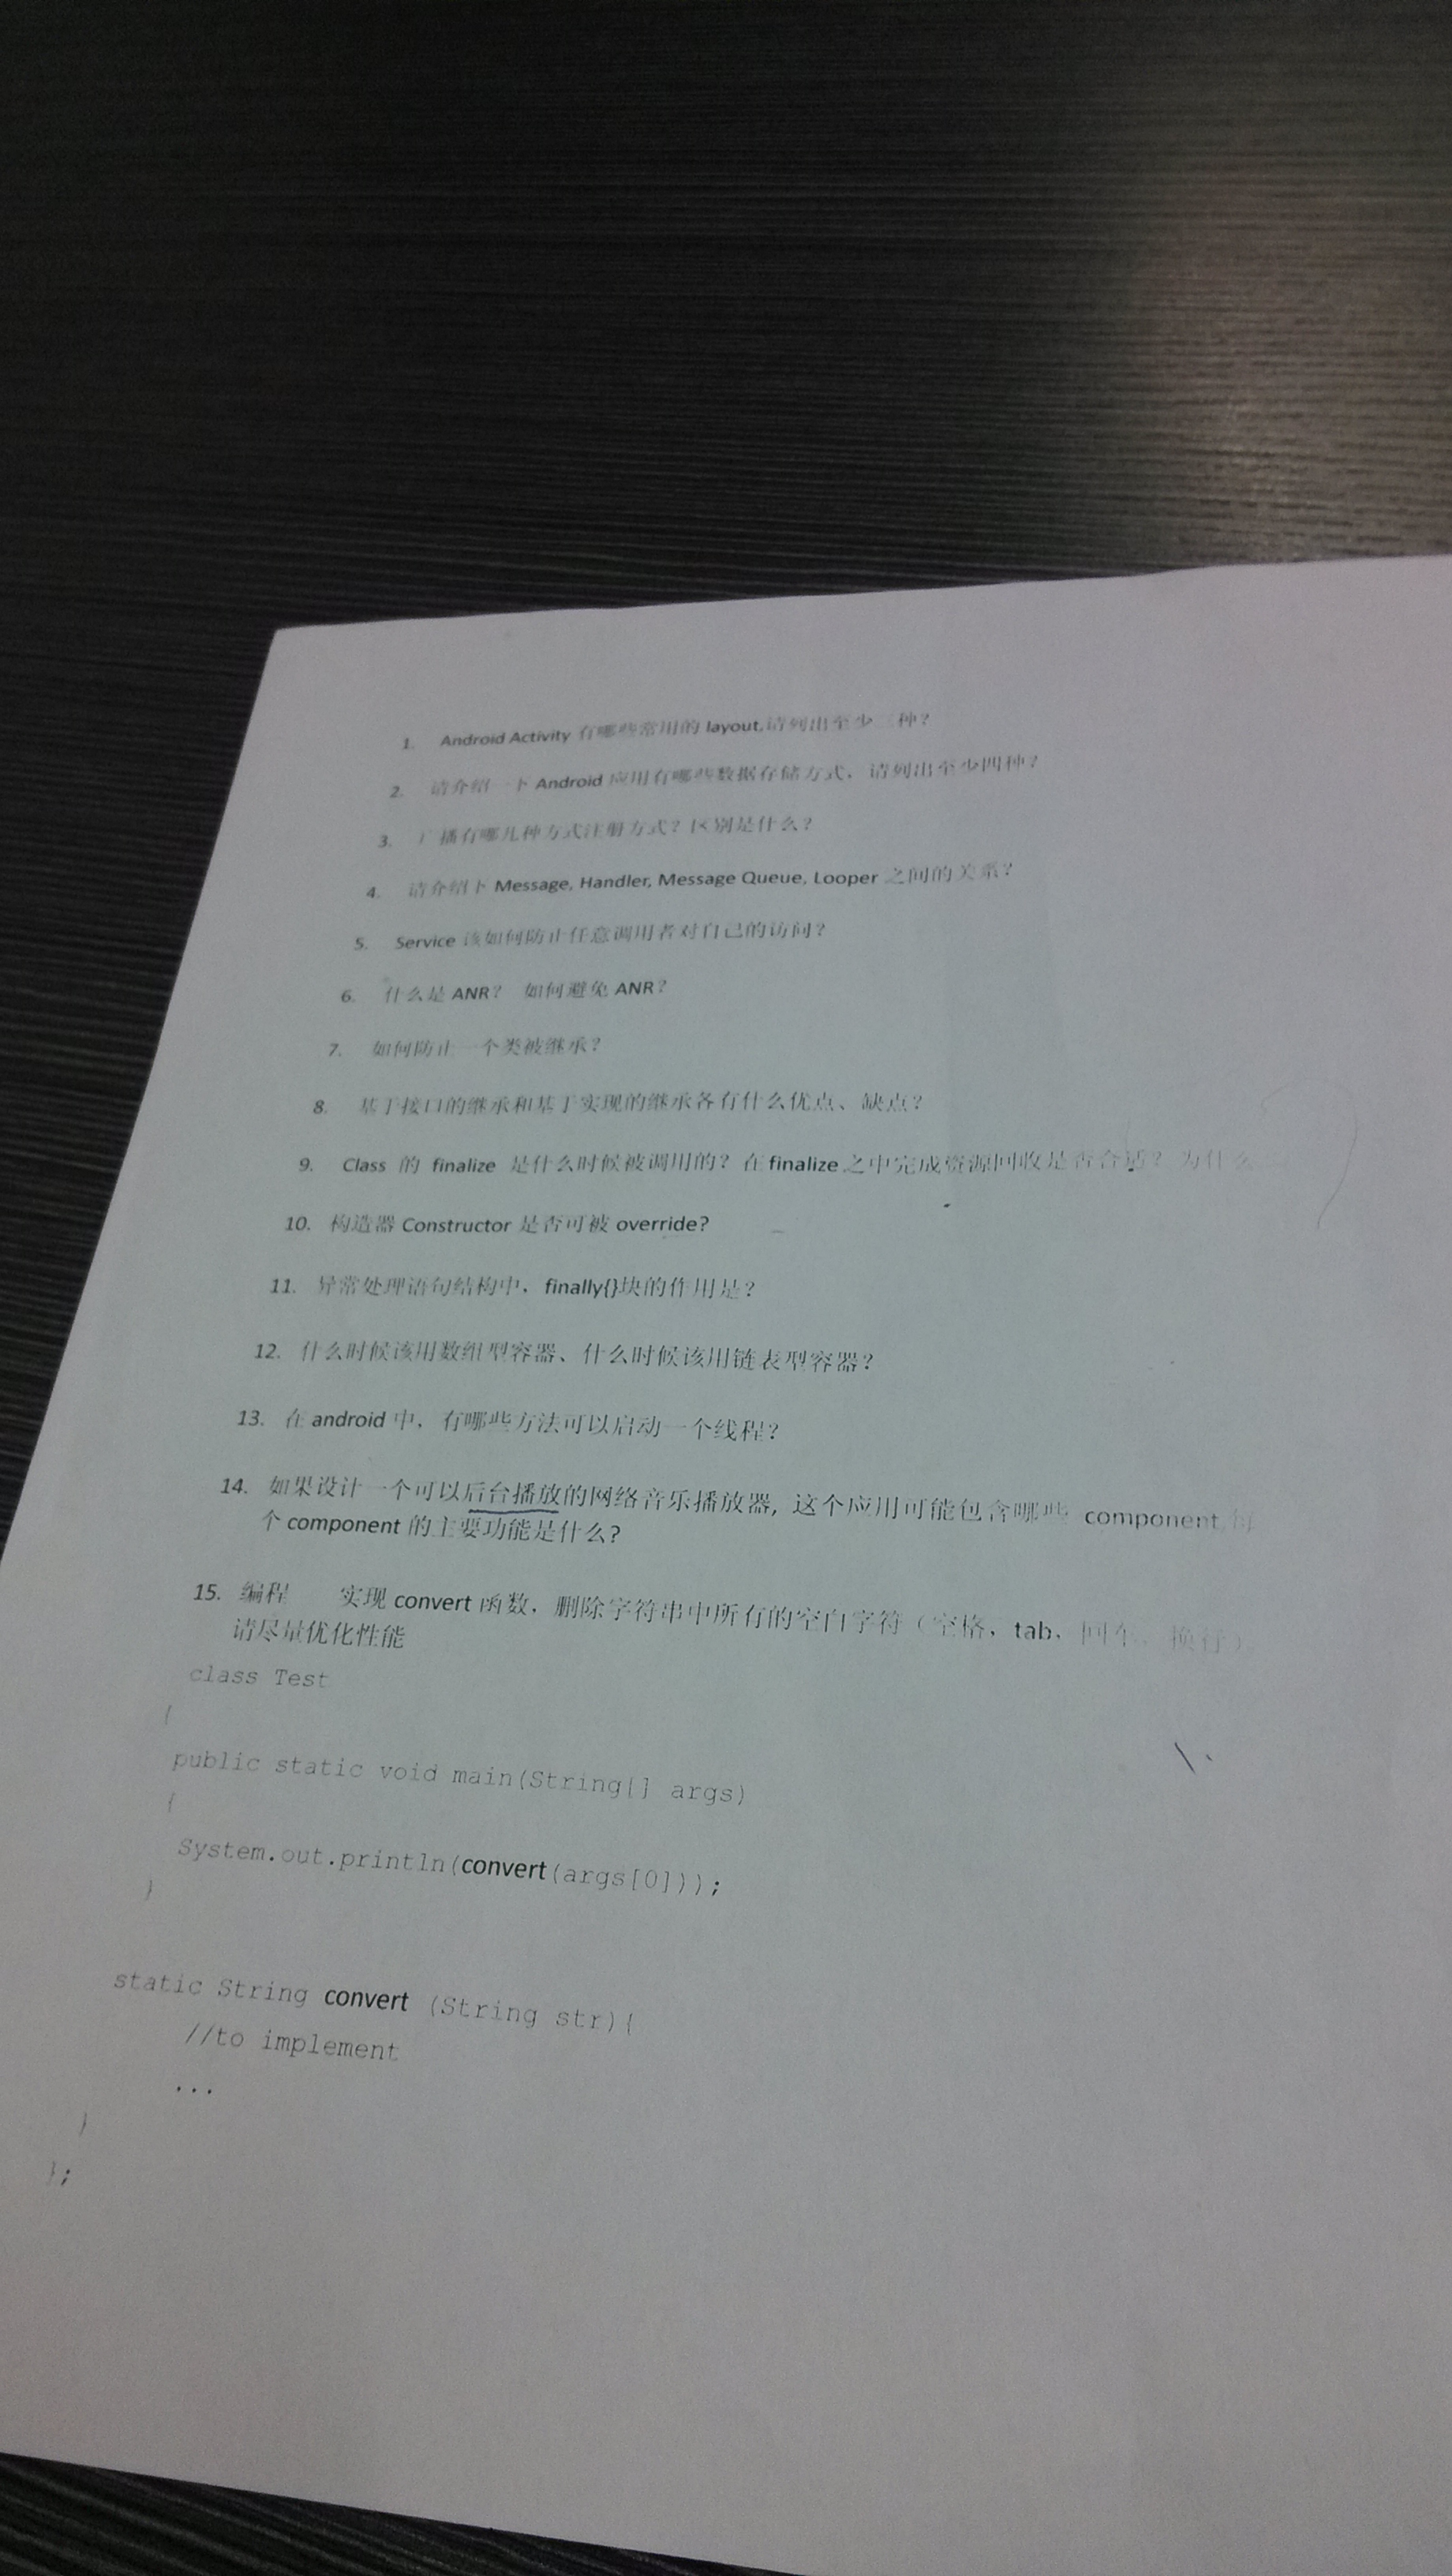 1. Android Activity 有哪些常用的 layout,请列出至少三种?
2. 请介绍一下 Android 应用有哪些数据存储方式，请列出至少四种?
3. 广播有哪几种方式注册方式? 区别是什么?
4. 请介绍下 Message, Handler, Message Queue, Looper 之间的关系?
5. Service 该如何防止任意调用者对自己的访问?
6. 什么是 ANR? 如何避免 ANR?
7. 如何防止一个类被继承?
8. 基于接口的继承和基于实现的继承各有什么优点、缺点?
9. Class 的 finalize 是什么时候被调用的? 在 finalize 之中完成资源回收是否合适? 为什么
10. 构造器 Constructor 是否可被 override?
11. 异常处理语句结构中，finally{}块的作用是?
12. 什么时候该用数组型容器、什么时候该用链表型容器?
13. 在 android 中，有哪些方法可以启动一个线程?
14. 如果设计一个可以后台播放的网络音乐播放器, 这个应用可能包含哪些 component,每
个 component 的主要功能是什么?
15. 编程 实现 convert 函数，删除字符串中所有的空白字符（空格，tab，回车，换行）
请尽量优化性能
class Test
{
public static void main(String[] args)
{
System.out.println(convert(args[0]));
}
static String convert (String str){
//to implement
...
}
};